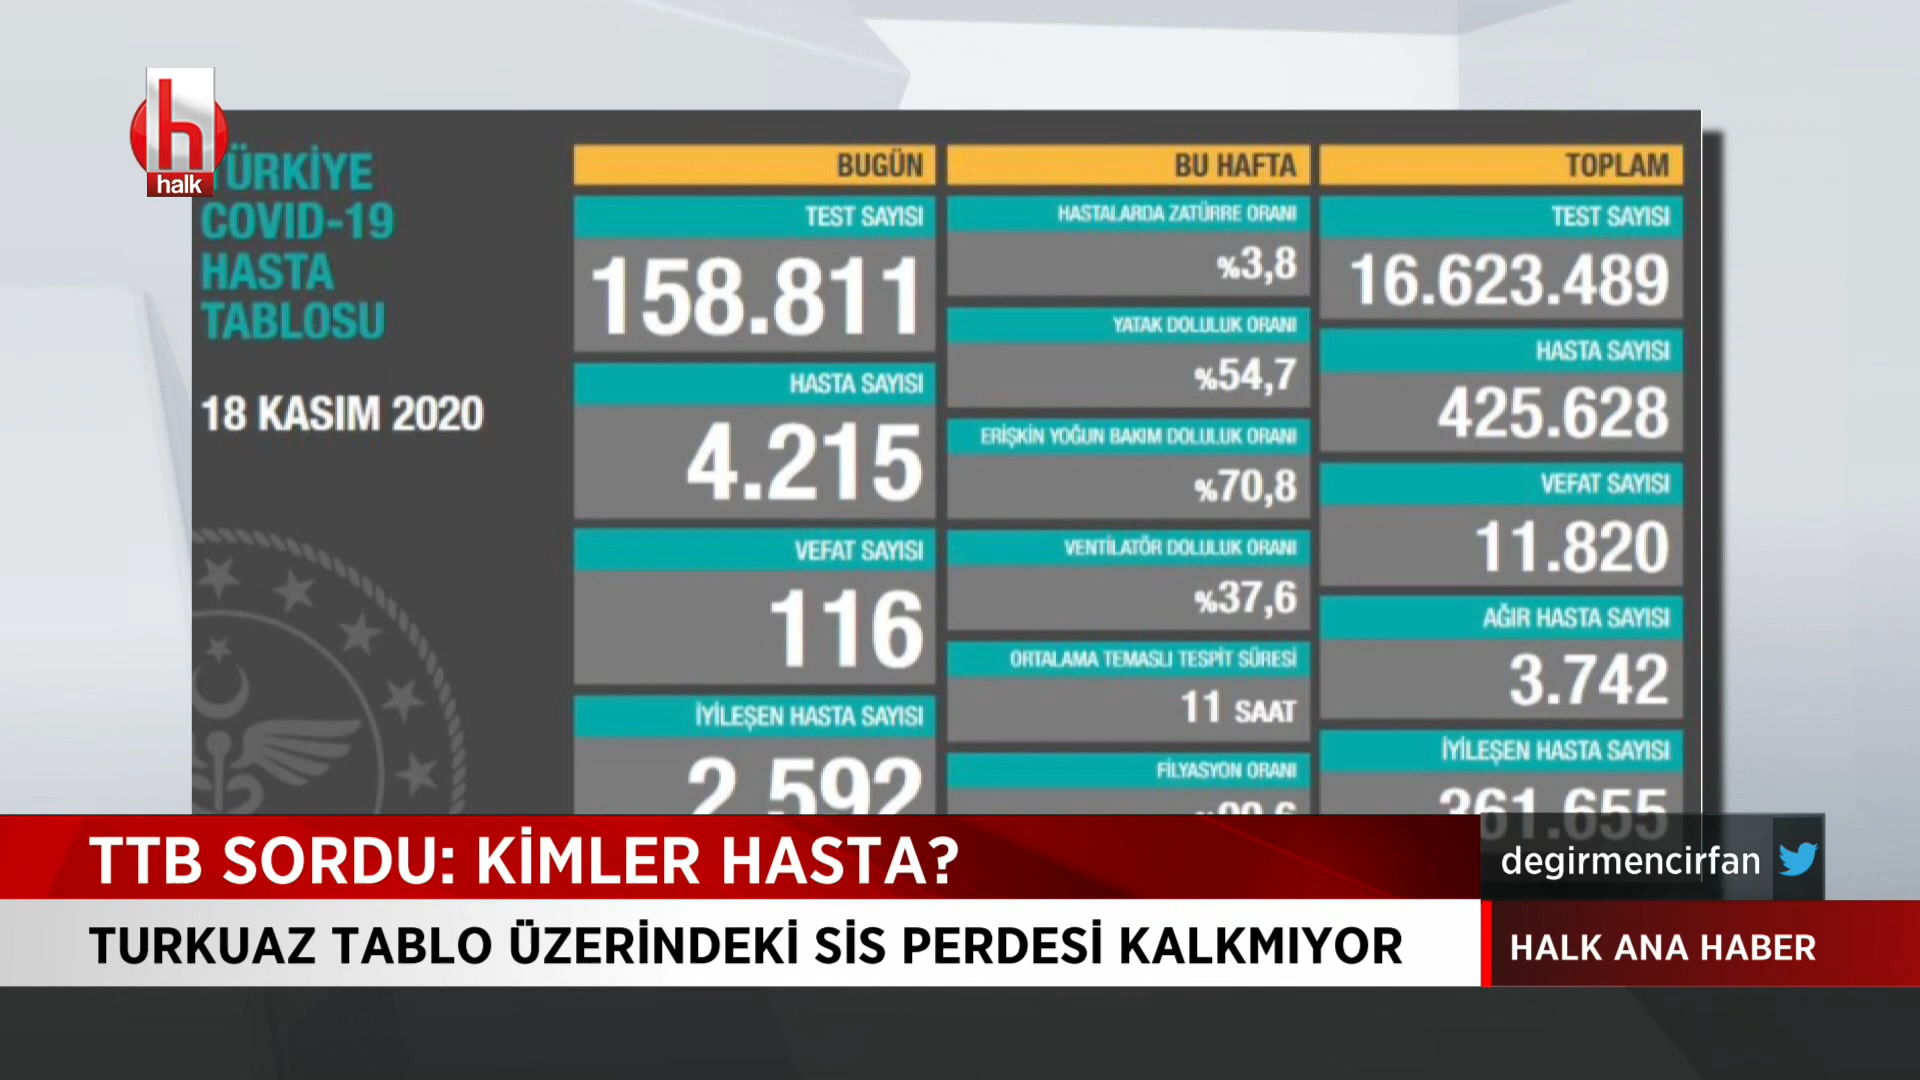 halk
TÜRKİYE
COVID-19
HASTA
TABLOSU
18 KASIM 2020
BUGÜN
TEST SAYISI
158.811
HASTA SAYISI
4.215
VEFAT SAYISI
116
İYİLEŞEN HASTA SAYISI
2.592
BU HAFTA
HASTALARDA ZATÜRRE ORANI
%3,8
YATAK DOLULUK ORANI
%54,7
ERİŞKİN YOĞUN BAKIM DOLULUK ORANI
%70,8
VENTİLATÖR DOLULUK ORANI
%37,6
ORTALAMA TEMASLI TESPİT SÜRESİ
11 SAAT
FİLYASYON ORANI
TOPLAM
TEST SAYISI
16.623.489
HASTA SAYISI
425.628
VEFAT SAYISI
11.820
AĞIR HASTA SAYISI
3.742
İYİLEŞEN HASTA SAYISI
361.655
TTB SORDU: KİMLER HASTA?
degirmencirfan
TURKUAZ TABLO ÜZERİNDEKİ SİS PERDESİ KALKMIYOR
HALK ANA HABER